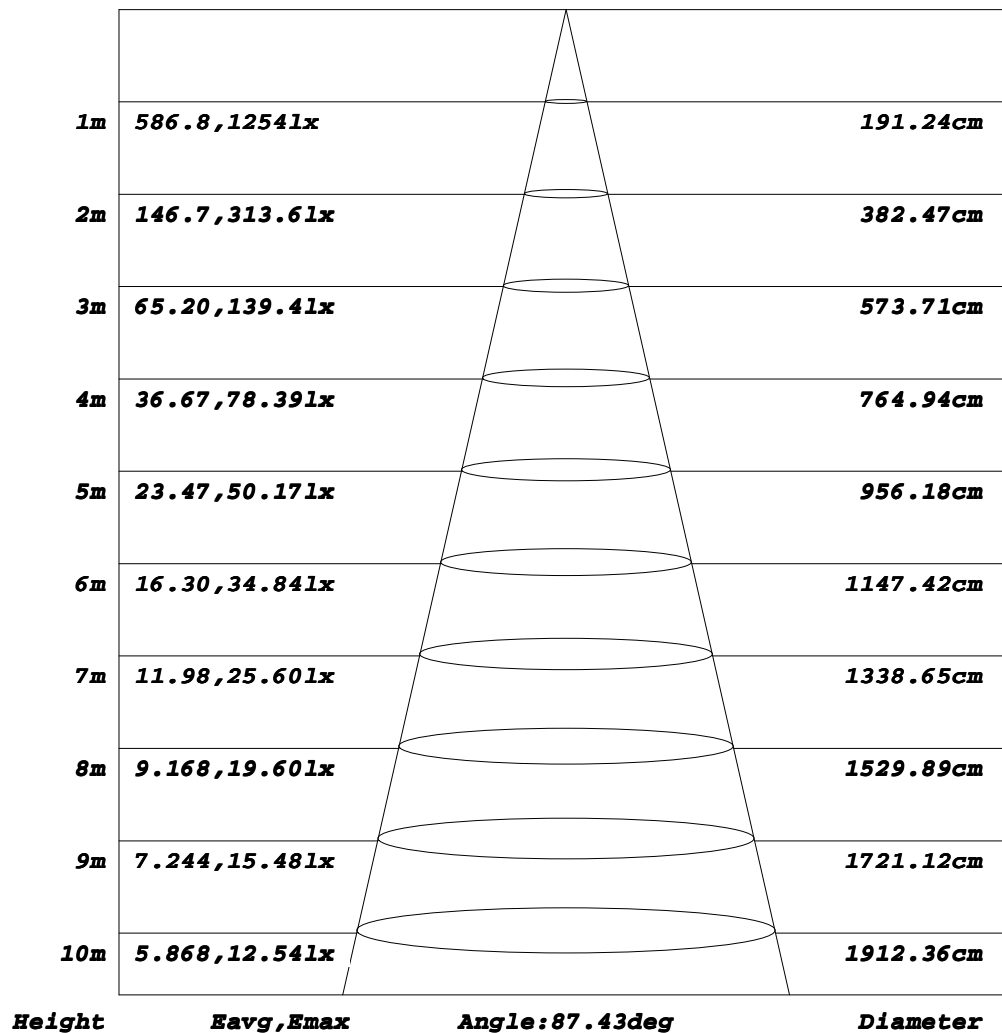 1m 586.8,1254lx 191.24cm
2m 146.7,313.6lx 382.47cm
3m 65.20,139.4lx 573.71cm
4m 36.67,78.39lx 764.94cm
5m 23.47,50.17lx 956.18cm
6m 16.30,34.84lx 1147.42cm
7m 11.98,25.60lx 1338.65cm
8m 9.168,19.60lx 1529.89cm
9m 7.244,15.48lx 1721.12cm
10m 5.868,12.54lx 1912.36cm
Height Eavg,Emax Angle:87.43deg Diameter